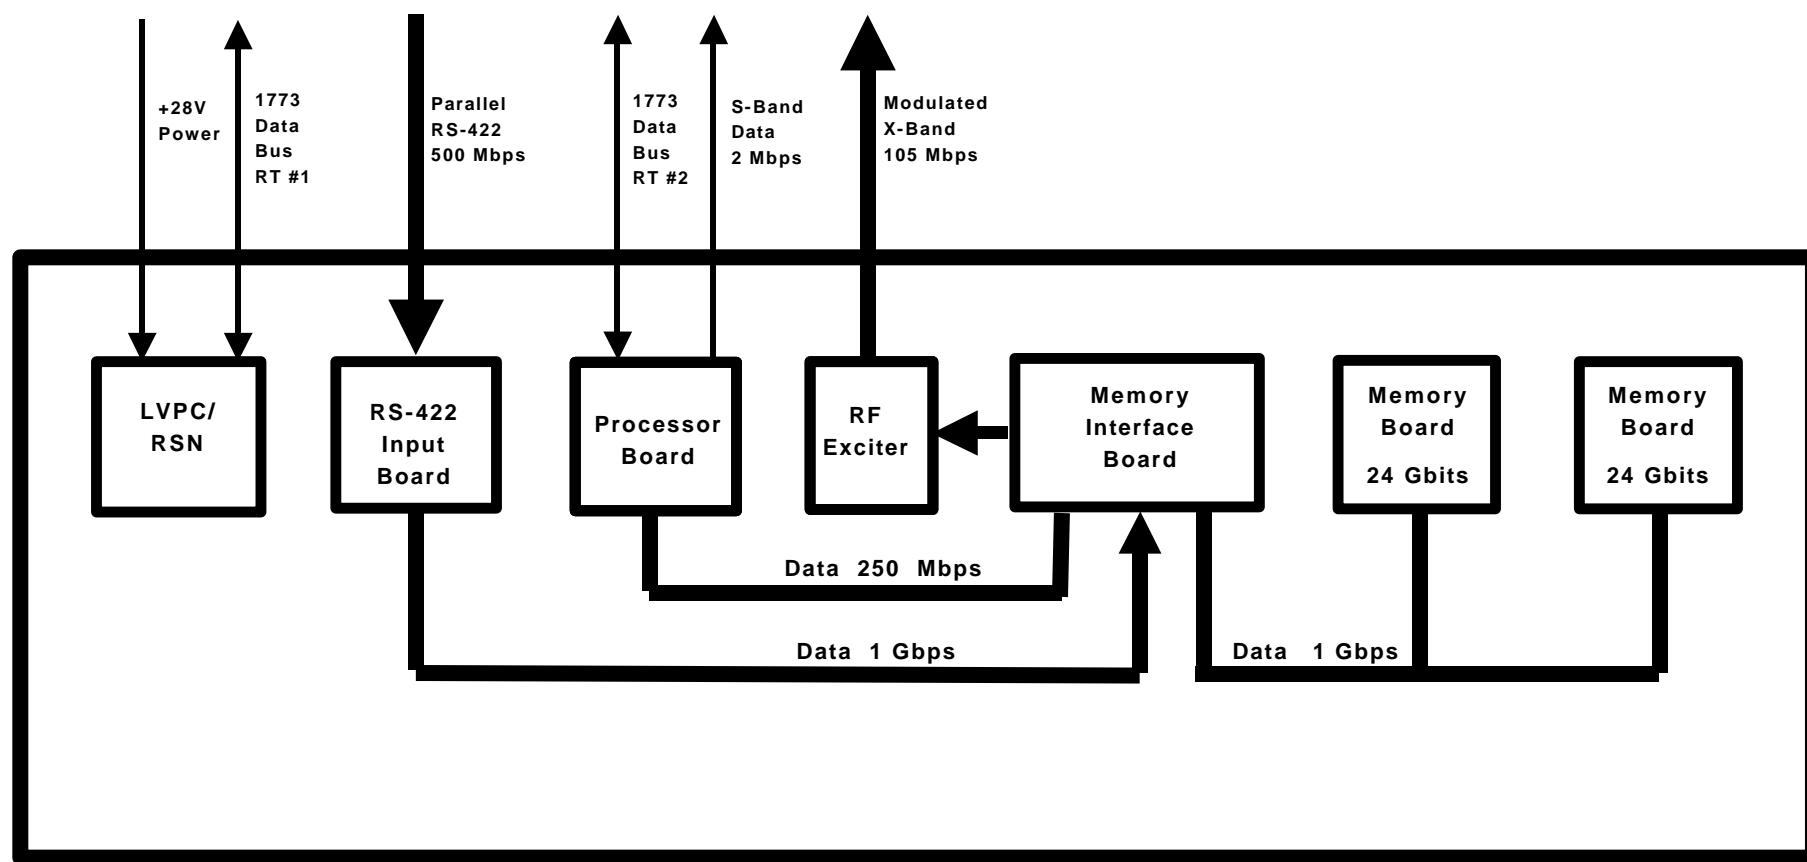 +28V
Power
1773
Data
Bus
RT #1
Parallel
RS-422
500 Mbps
1773
Data
Bus
RT #2
S-Band
Data
2 Mbps
Modulated
X-Band
105 Mbps
LVPC/
RSN
RS-422
Input
Board
Processor
Board
RF
Exciter
Memory
Interface
Board
Memory
Board
24 Gbits
Memory
Board
24 Gbits
Data 250 Mbps
Data 1 Gbps
Data 1 Gbps